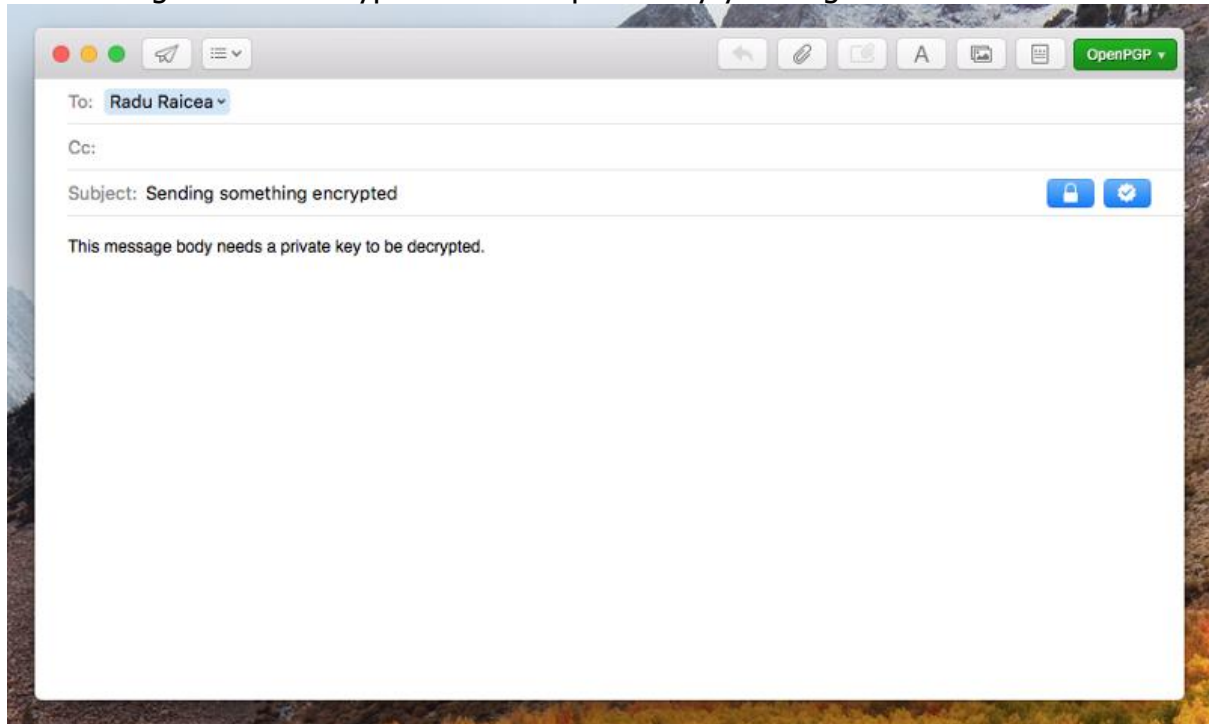 OpenPGP
To: Radu Raicea
Cc:
Subject: Sending something encrypted
This message body needs a private key to be decrypted.